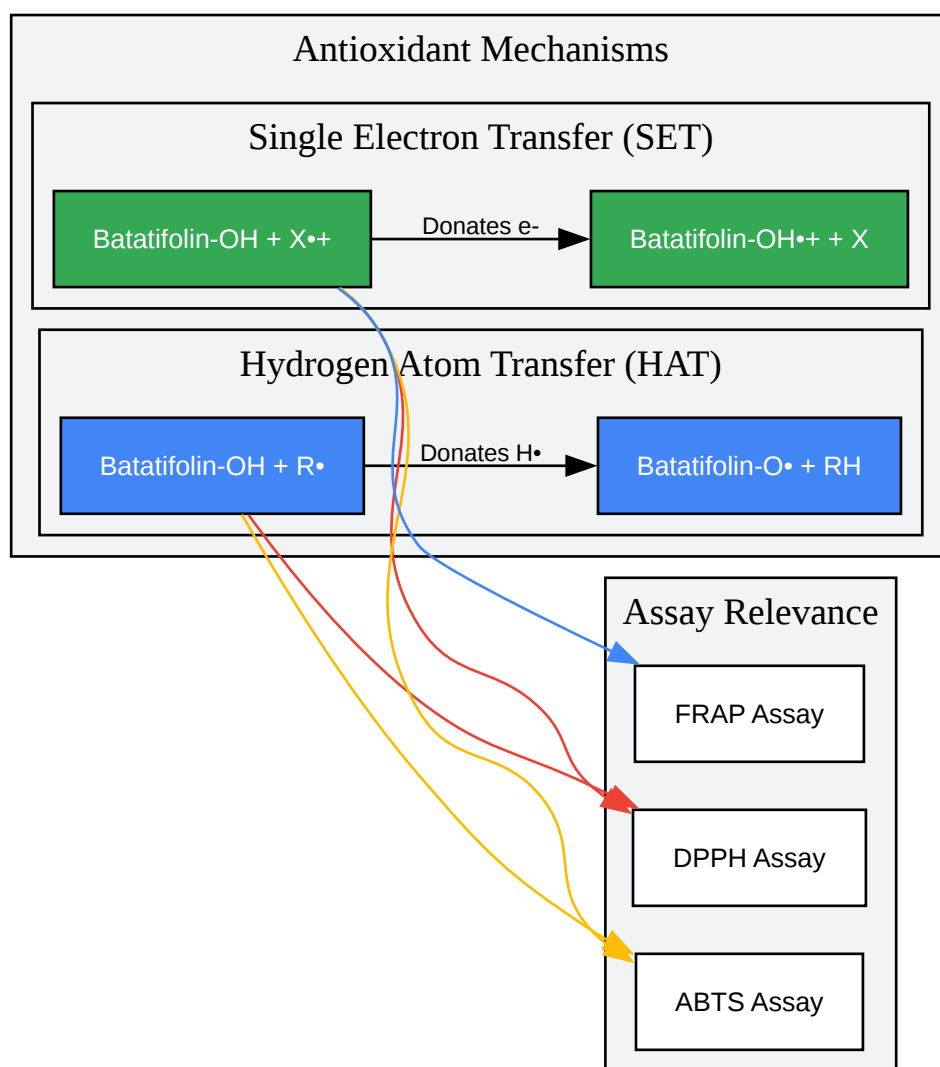 Antioxidant Mechanisms
Single Electron Transfer (SET)
Batatifolin-OH + X•+
Donates e-
Batatifolin-OH•+ + X
Hydrogen Atom Transfer (HAT)
Batatifolin-OH + R•
Donates H•
Batatifolin-O• + RH
Assay Relevance
FRAP Assay
DPPH Assay
ABTS Assay